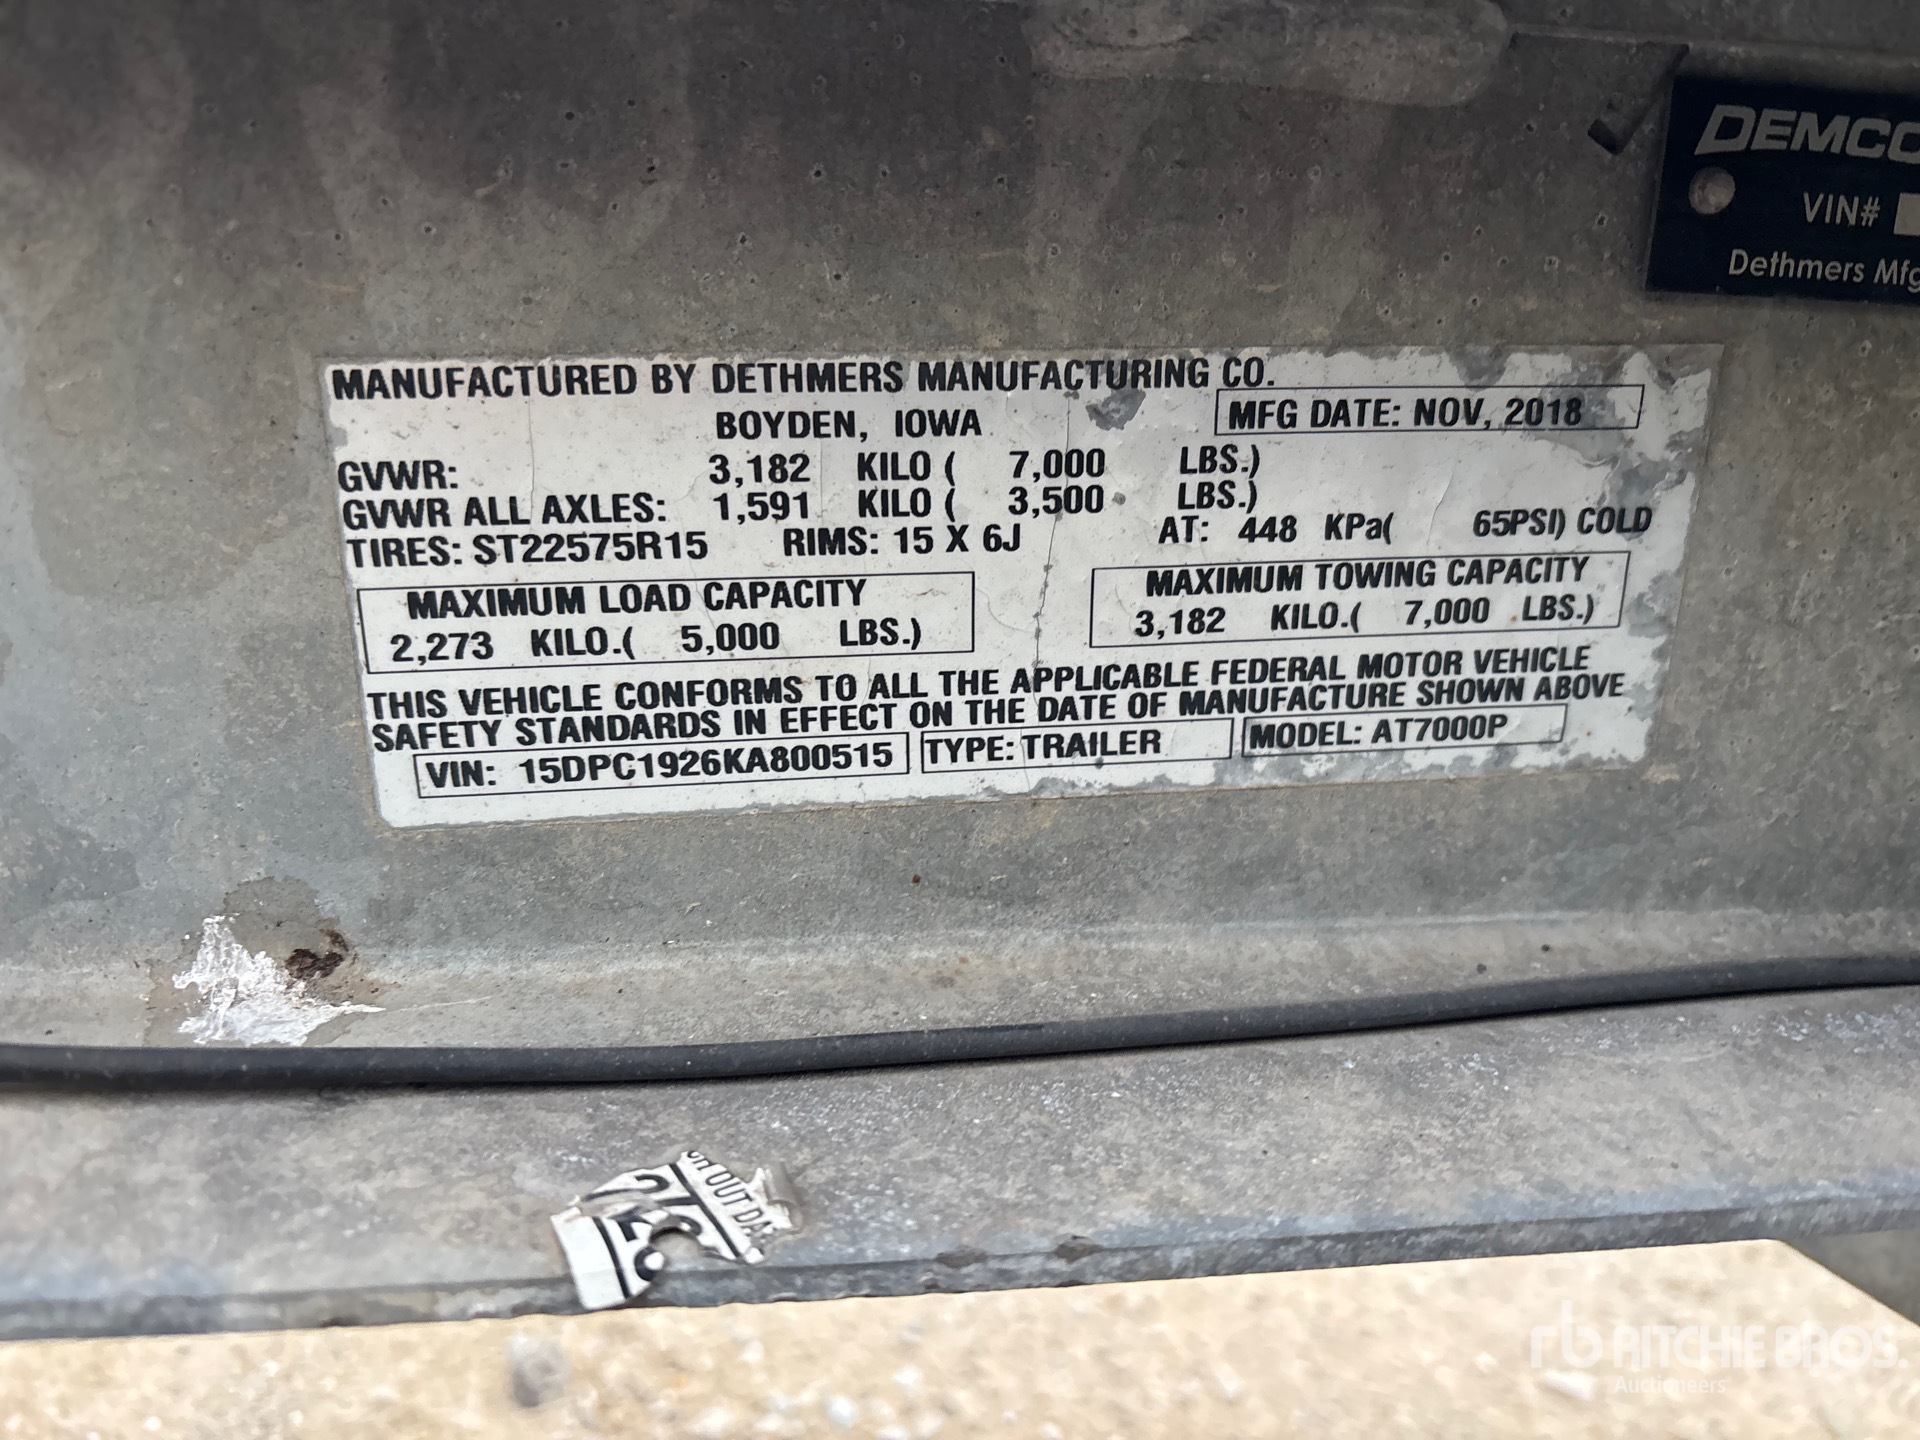 DEMCO
VIN#
Dethmers Mfg
MANUFACTURED BY DETHMERS MANUFACTURING CO.
BOYDEN, IOWA
MFG DATE: NOV, 2018
GVWR: 3,182 KILO ( 7,000 LBS.)
GVWR ALL AXLES: 1,591 KILO ( 3,500 LBS.)
TIRES: ST22575R15 RIMS: 15 X 6J AT: 448 KPa( 65PSI) COLD
MAXIMUM LOAD CAPACITY
2,273 KILO.( 5,000 LBS.)
MAXIMUM TOWING CAPACITY
3,182 KILO.( 7,000 LBS.)
THIS VEHICLE CONFORMS TO ALL THE APPLICABLE FEDERAL MOTOR VEHICLE
SAFETY STANDARDS IN EFFECT ON THE DATE OF MANUFACTURE SHOWN ABOVE
VIN: 15DPC1926KA800515 TYPE: TRAILER MODEL: AT7000P
OUT
rb RITCHIE BROS.
Auctioneers